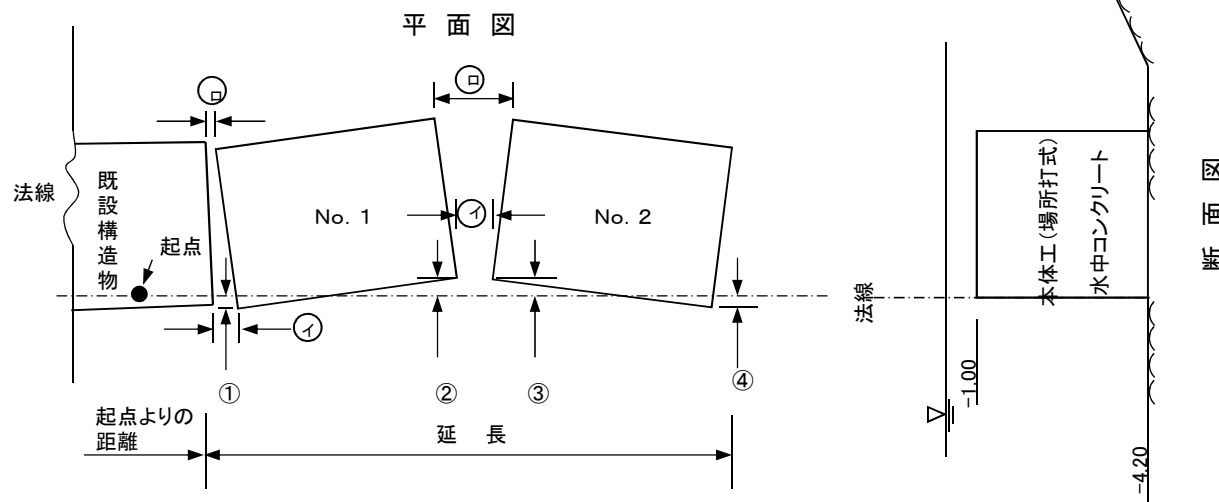 平面図
ロ
ロ
法線
既設構造物
起点
No. 1
イ
No. 2
イ
①
②
③
④
起点よりの
距離
延長
断面図
本体工(場所打式)
水中コンクリート
法線
-1.00
-4.20